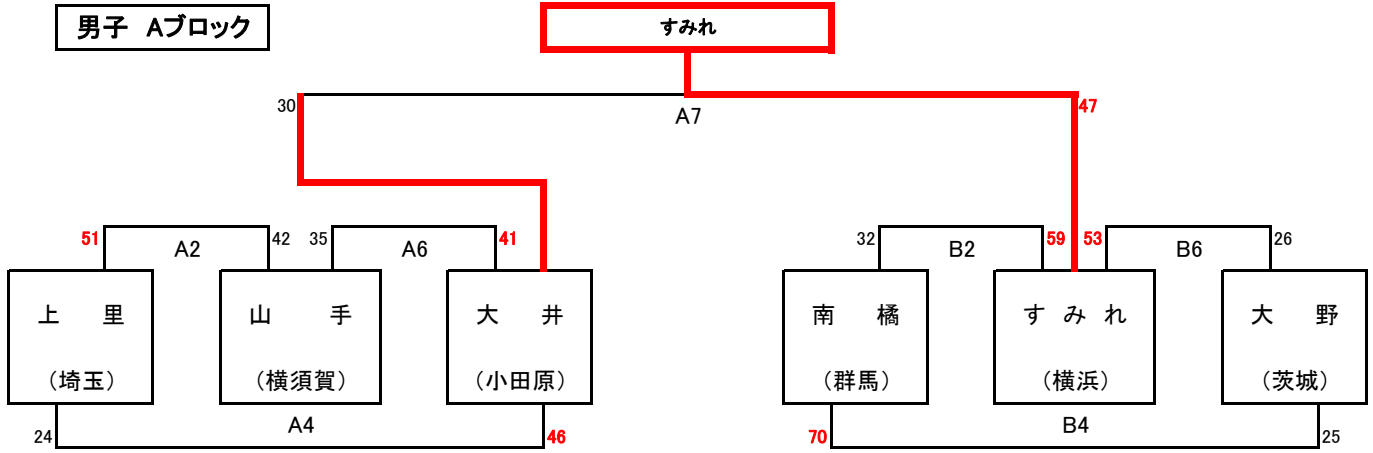 男子 Aブロック
すみれ
30
47
A7
51
A2
42
35
A6
41
32
B2
59
53
B6
26
上 里
(埼玉)
山 手
(横須賀)
大 井
(小田原)
南 橘
(群馬)
す み れ
(横浜)
大 野
(茨城)
24
A4
46
70
B4
25